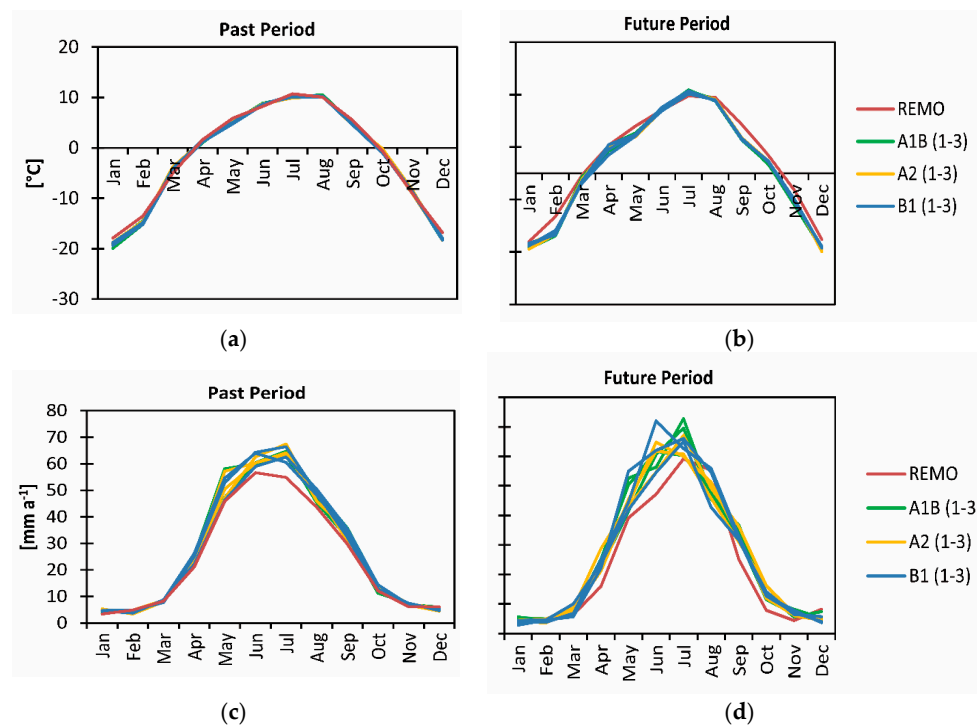 Past Period
20
10
0
-10
-20
-30
[°C]
Jan
Feb
Mar
Apr
May
Jun
Jul
Aug
Sep
Oct
Nov
Dec
(a)
Future Period
Jan
Feb
Mar
Apr
May
Jun
Jul
Aug
Sep
Oct
Nov
Dec
REMO
A1B (1-3)
A2 (1-3)
B1 (1-3)
(b)
Past Period
80
70
60
50
40
30
20
10
0
[mm a-1]
Jan
Feb
Mar
Apr
May
Jun
Jul
Aug
Sep
Oct
Nov
Dec
(c)
Future Period
Jan
Feb
Mar
Apr
May
Jun
Jul
Aug
Sep
Oct
Nov
Dec
REMO
A1B (1-3
A2 (1-3)
B1 (1-3)
(d)